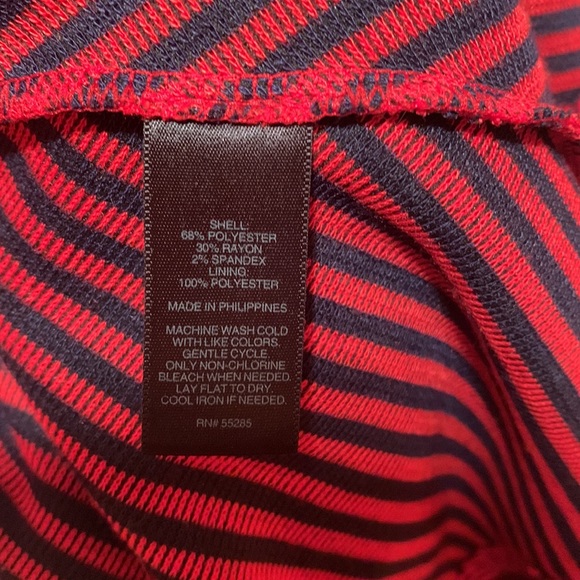 SHELL:
68% POLYESTER
30% RAYON
2% SPANDEX
LINING:
100% POLYESTER
MADE IN PHILIPPINES
MACHINE WASH COLD
WITH LIKE COLORS.
GENTLE CYCLE.
ONLY NON-CHLORINE
BLEACH WHEN NEEDED.
LAY FLAT TO DRY.
COOL IRON IF NEEDED.
RN# 55285